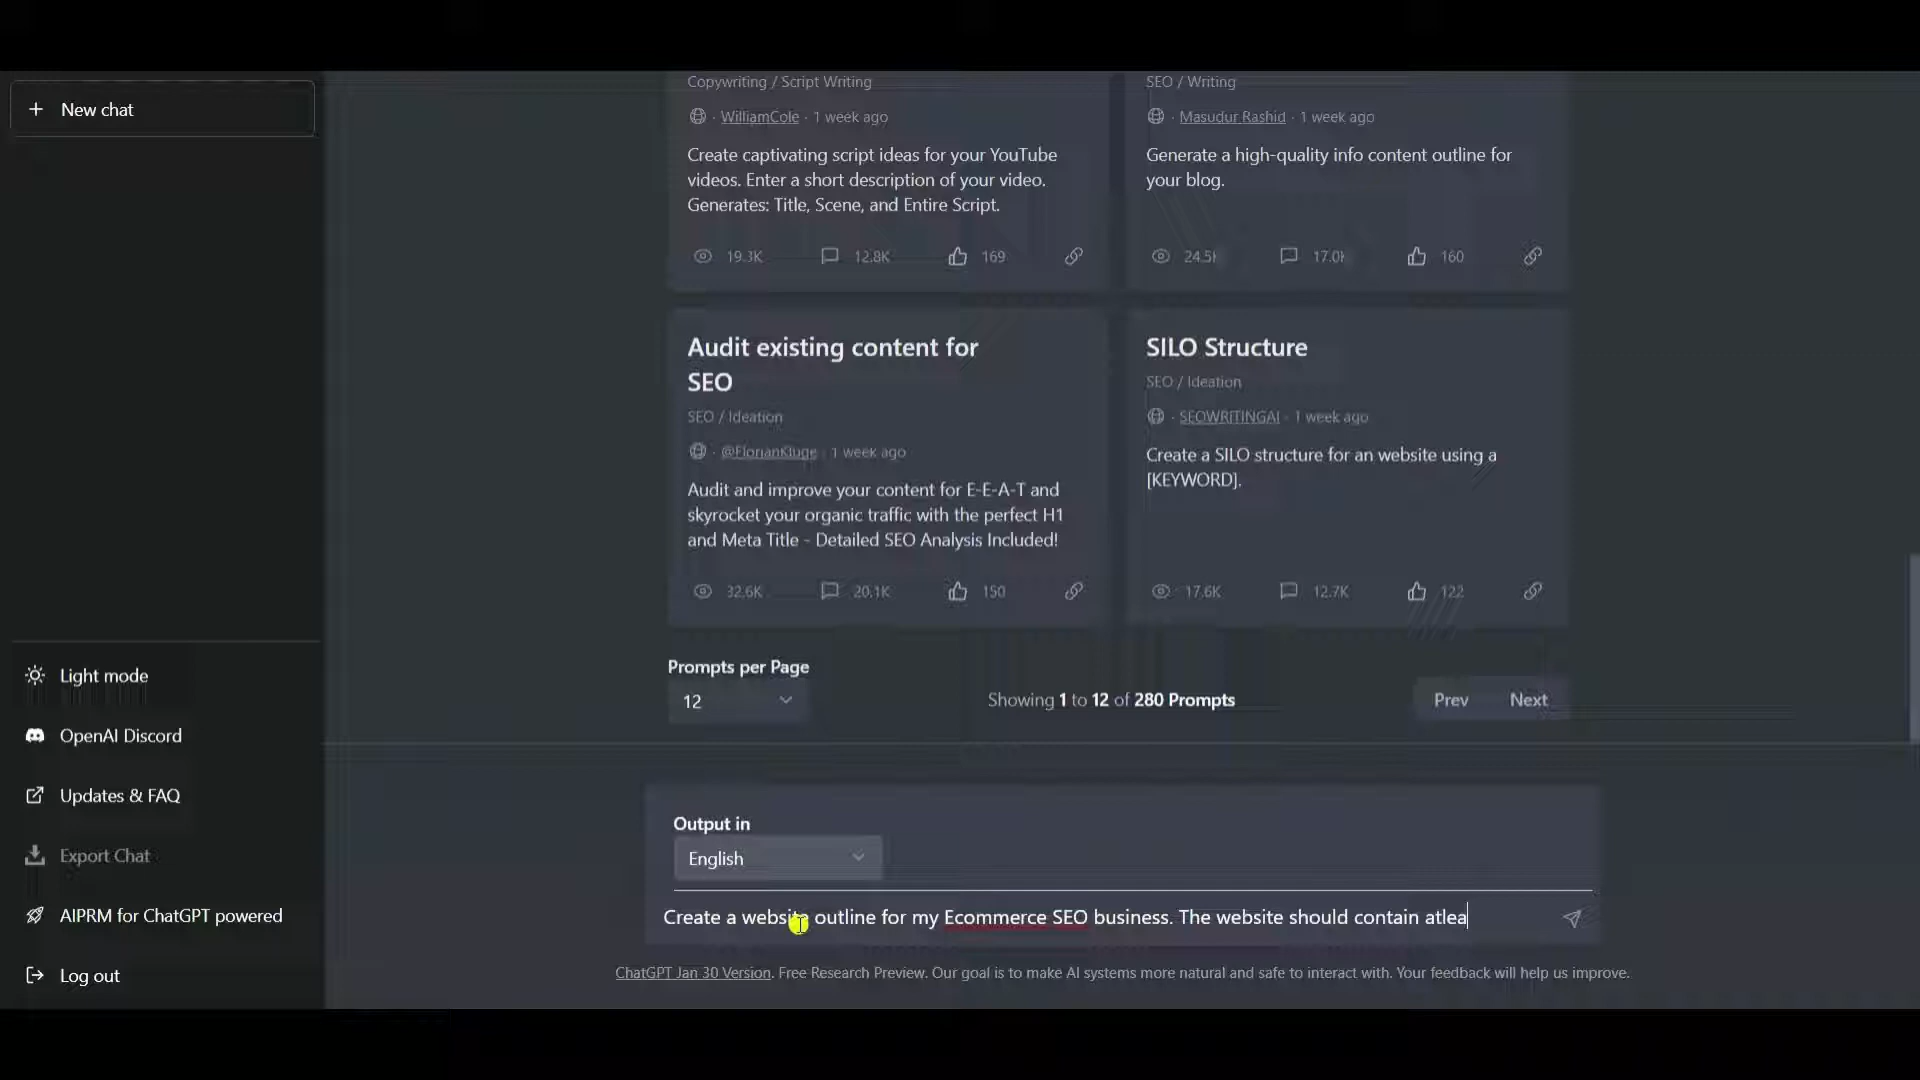 New chat
Light mode
OpenAI Discord
Updates & FAQ
Export Chat
AIPRM for ChatGPT powered
Log out
Copywriting / Script Writing
· WilliamCole · 1 week ago
Create captivating script ideas for your YouTube
videos. Enter a short description of your video.
Generates: Title, Scene, and Entire Script.
19.3K 12.8K 169
SEO / Writing
· Masudur Rashid · 1 week ago
Generate a high-quality info content outline for
your blog.
24.5K 17.0K 160
Audit existing content for
SEO
SEO / Ideation
· @FlorianKluge · 1 week ago
Audit and improve your content for E-E-A-T and
skyrocket your organic traffic with the perfect H1
and Meta Title - Detailed SEO Analysis Included!
32.6K 20.1K 150
SILO Structure
SEO / Ideation
· SEOWRITINGAI · 1 week ago
Create a SILO structure for an website using a
[KEYWORD].
17.6K 12.7K 122
Prompts per Page
12
Showing 1 to 12 of 280 Prompts
Prev Next
Output in
English
Create a website outline for my Ecommerce SEO business. The website should contain atlea
ChatGPT Jan 30 Version. Free Research Preview. Our goal is to make AI systems more natural and safe to interact with. Your feedback will help us improve.